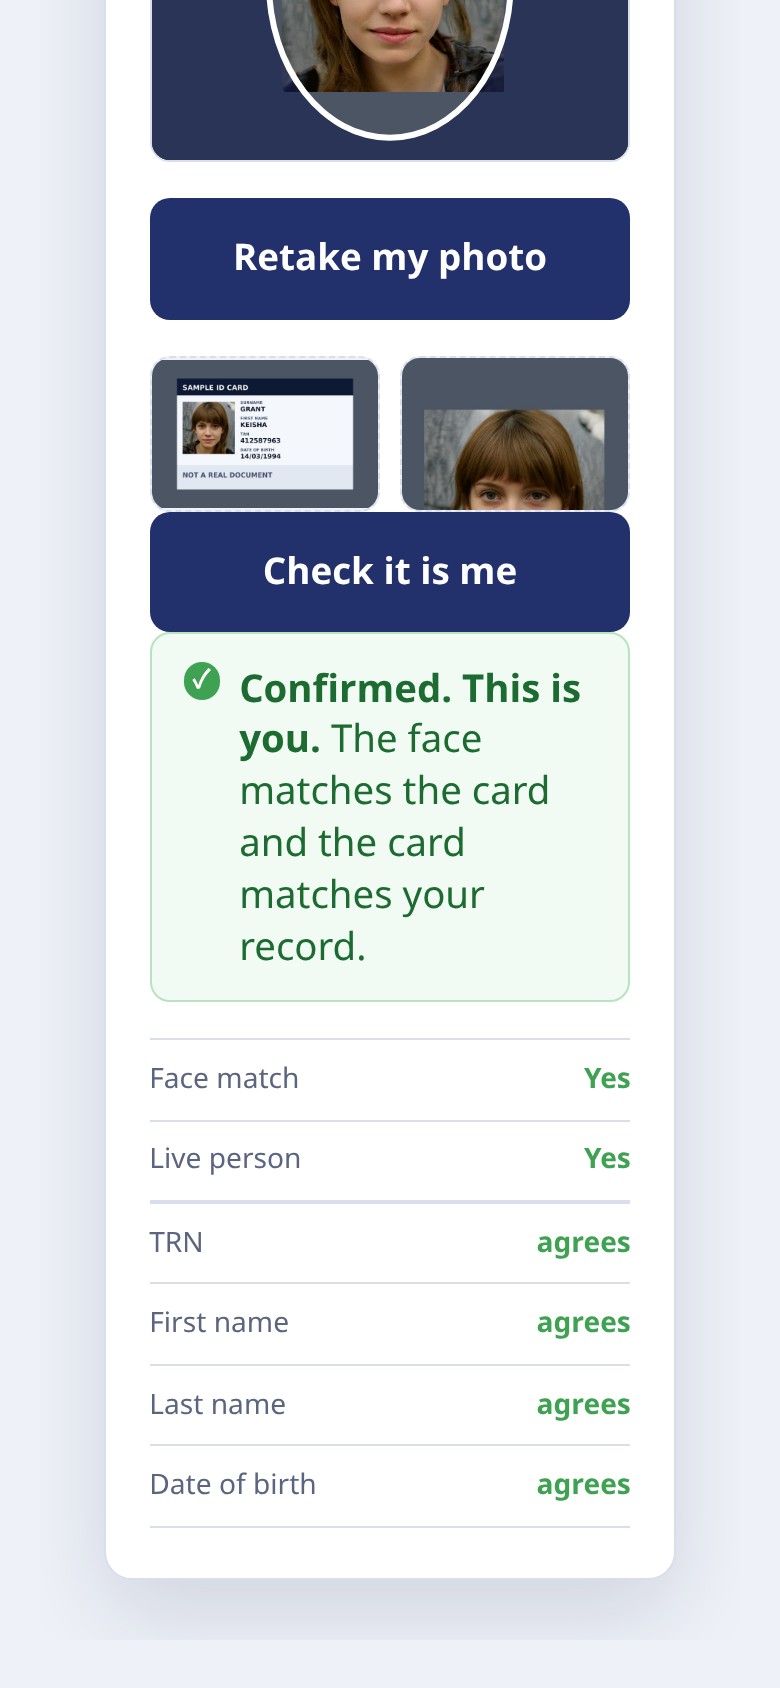 Retake my photo
SAMPLE ID CARD
SURNAME
GRANT
FIRST NAME
KEISHA
TRN
412587963
DATE OF BIRTH
14/03/1994
NOT A REAL DOCUMENT
Check it is me
Confirmed. This is
you. The face
matches the card
and the card
matches your
record.
Face match Yes
Live person Yes
TRN agrees
First name agrees
Last name agrees
Date of birth agrees